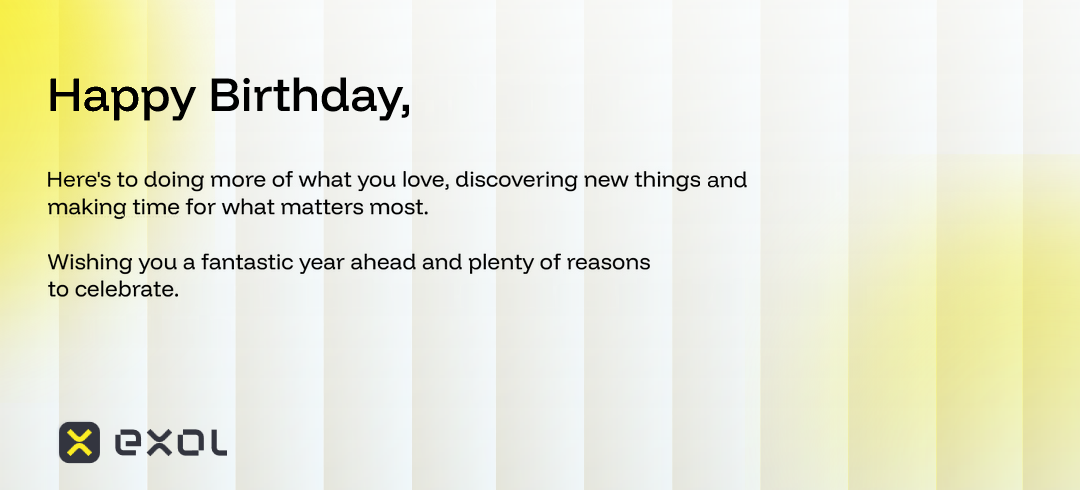 Happy Birthday,
Here's to doing more of what you love, discovering new things and
making time for what matters most.
Wishing you a fantastic year ahead and plenty of reasons
to celebrate.
exol